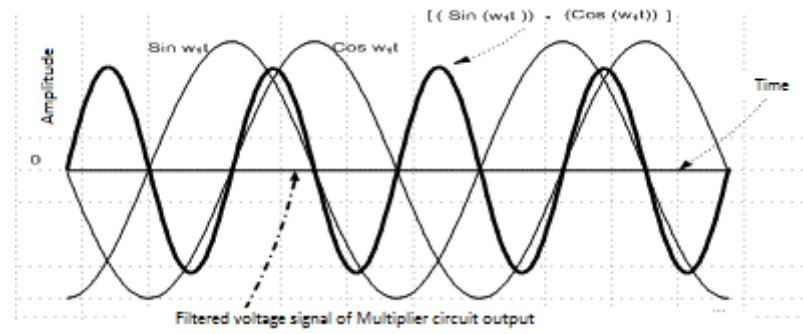 [ ( Sin (w₁t )) - (Cos (w₁t)) ]
Sin w₁t
Cos w₁t
Amplitude
Time
0
Filtered voltage signal of Multiplier circuit output